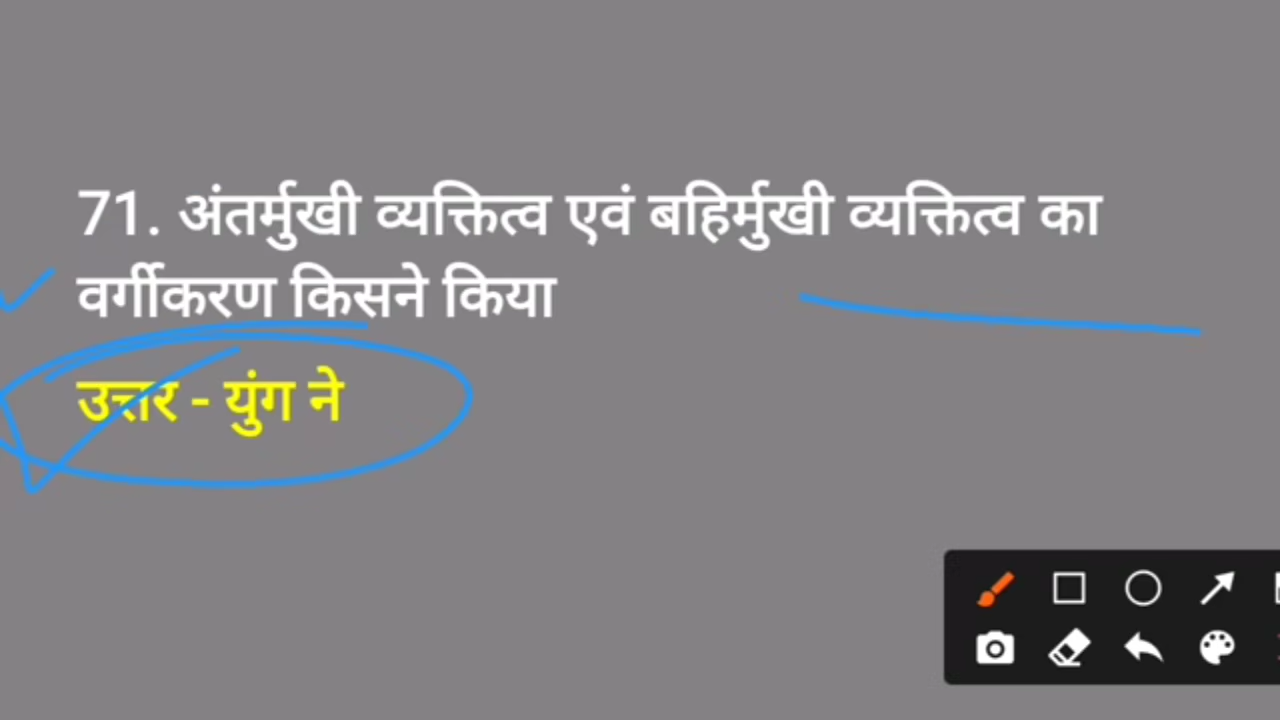 71. अंतर्मुखी व्यक्तित्व एवं बहिर्मुखी व्यक्तित्व का
वर्गीकरण किसने किया
उत्तर - युंग ने